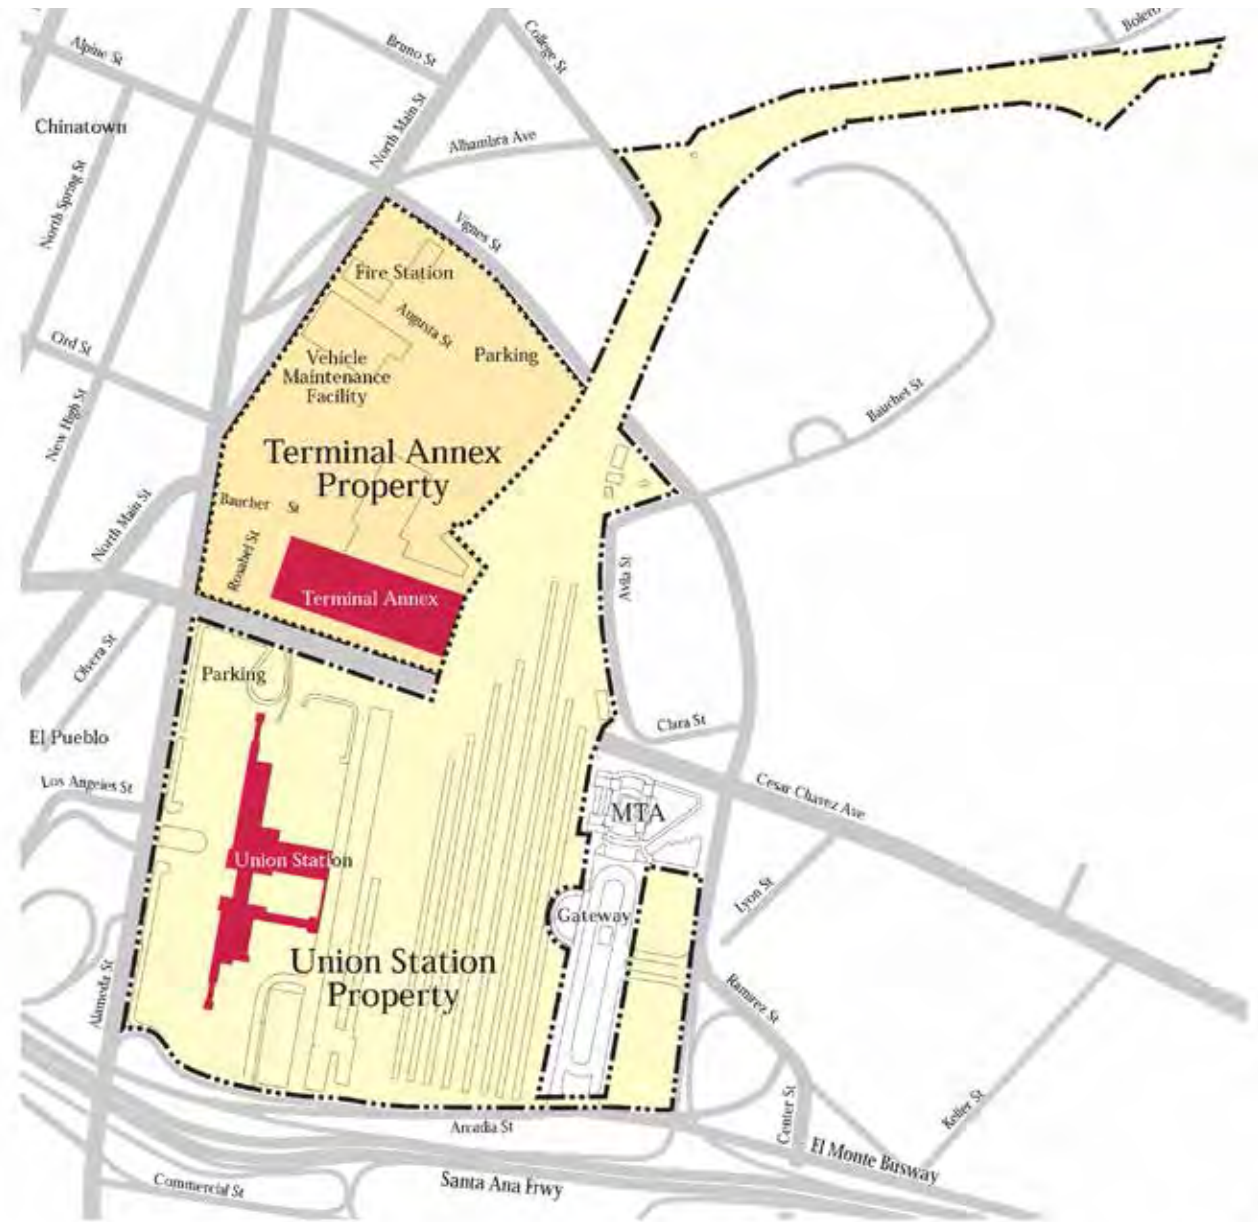 Bolero
College St
Bruno St
Alpine St
North Main St
Chinatown
Alhambra Ave
North Spring St
Vignes St
Fire Station
Augusta St
Ord St
Vehicle
Maintenance
Facility
Parking
New High St
Bauchet St
Terminal Annex
Property
Baucher St
North Main St
Rosabel St
Avila St
Terminal Annex
Olvera St
Parking
El Pueblo
Clara St
Los Angeles St
Cesar Chavez Ave
MTA
Union Station
Lyon St
Gateway
Union Station
Property
Alameda St
Ramirez St
Center St
Keller St
Arcadia St
El Monte Busway
Commercial St
Santa Ana Frwy